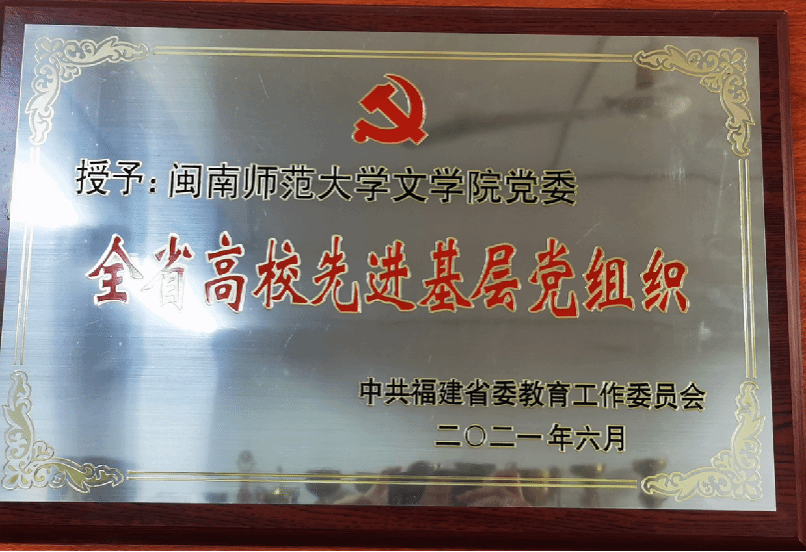 授予：闽南师范大学文学院党委
全省高校先进基层党组织
中共福建省委教育工作委员会
二〇二一年六月